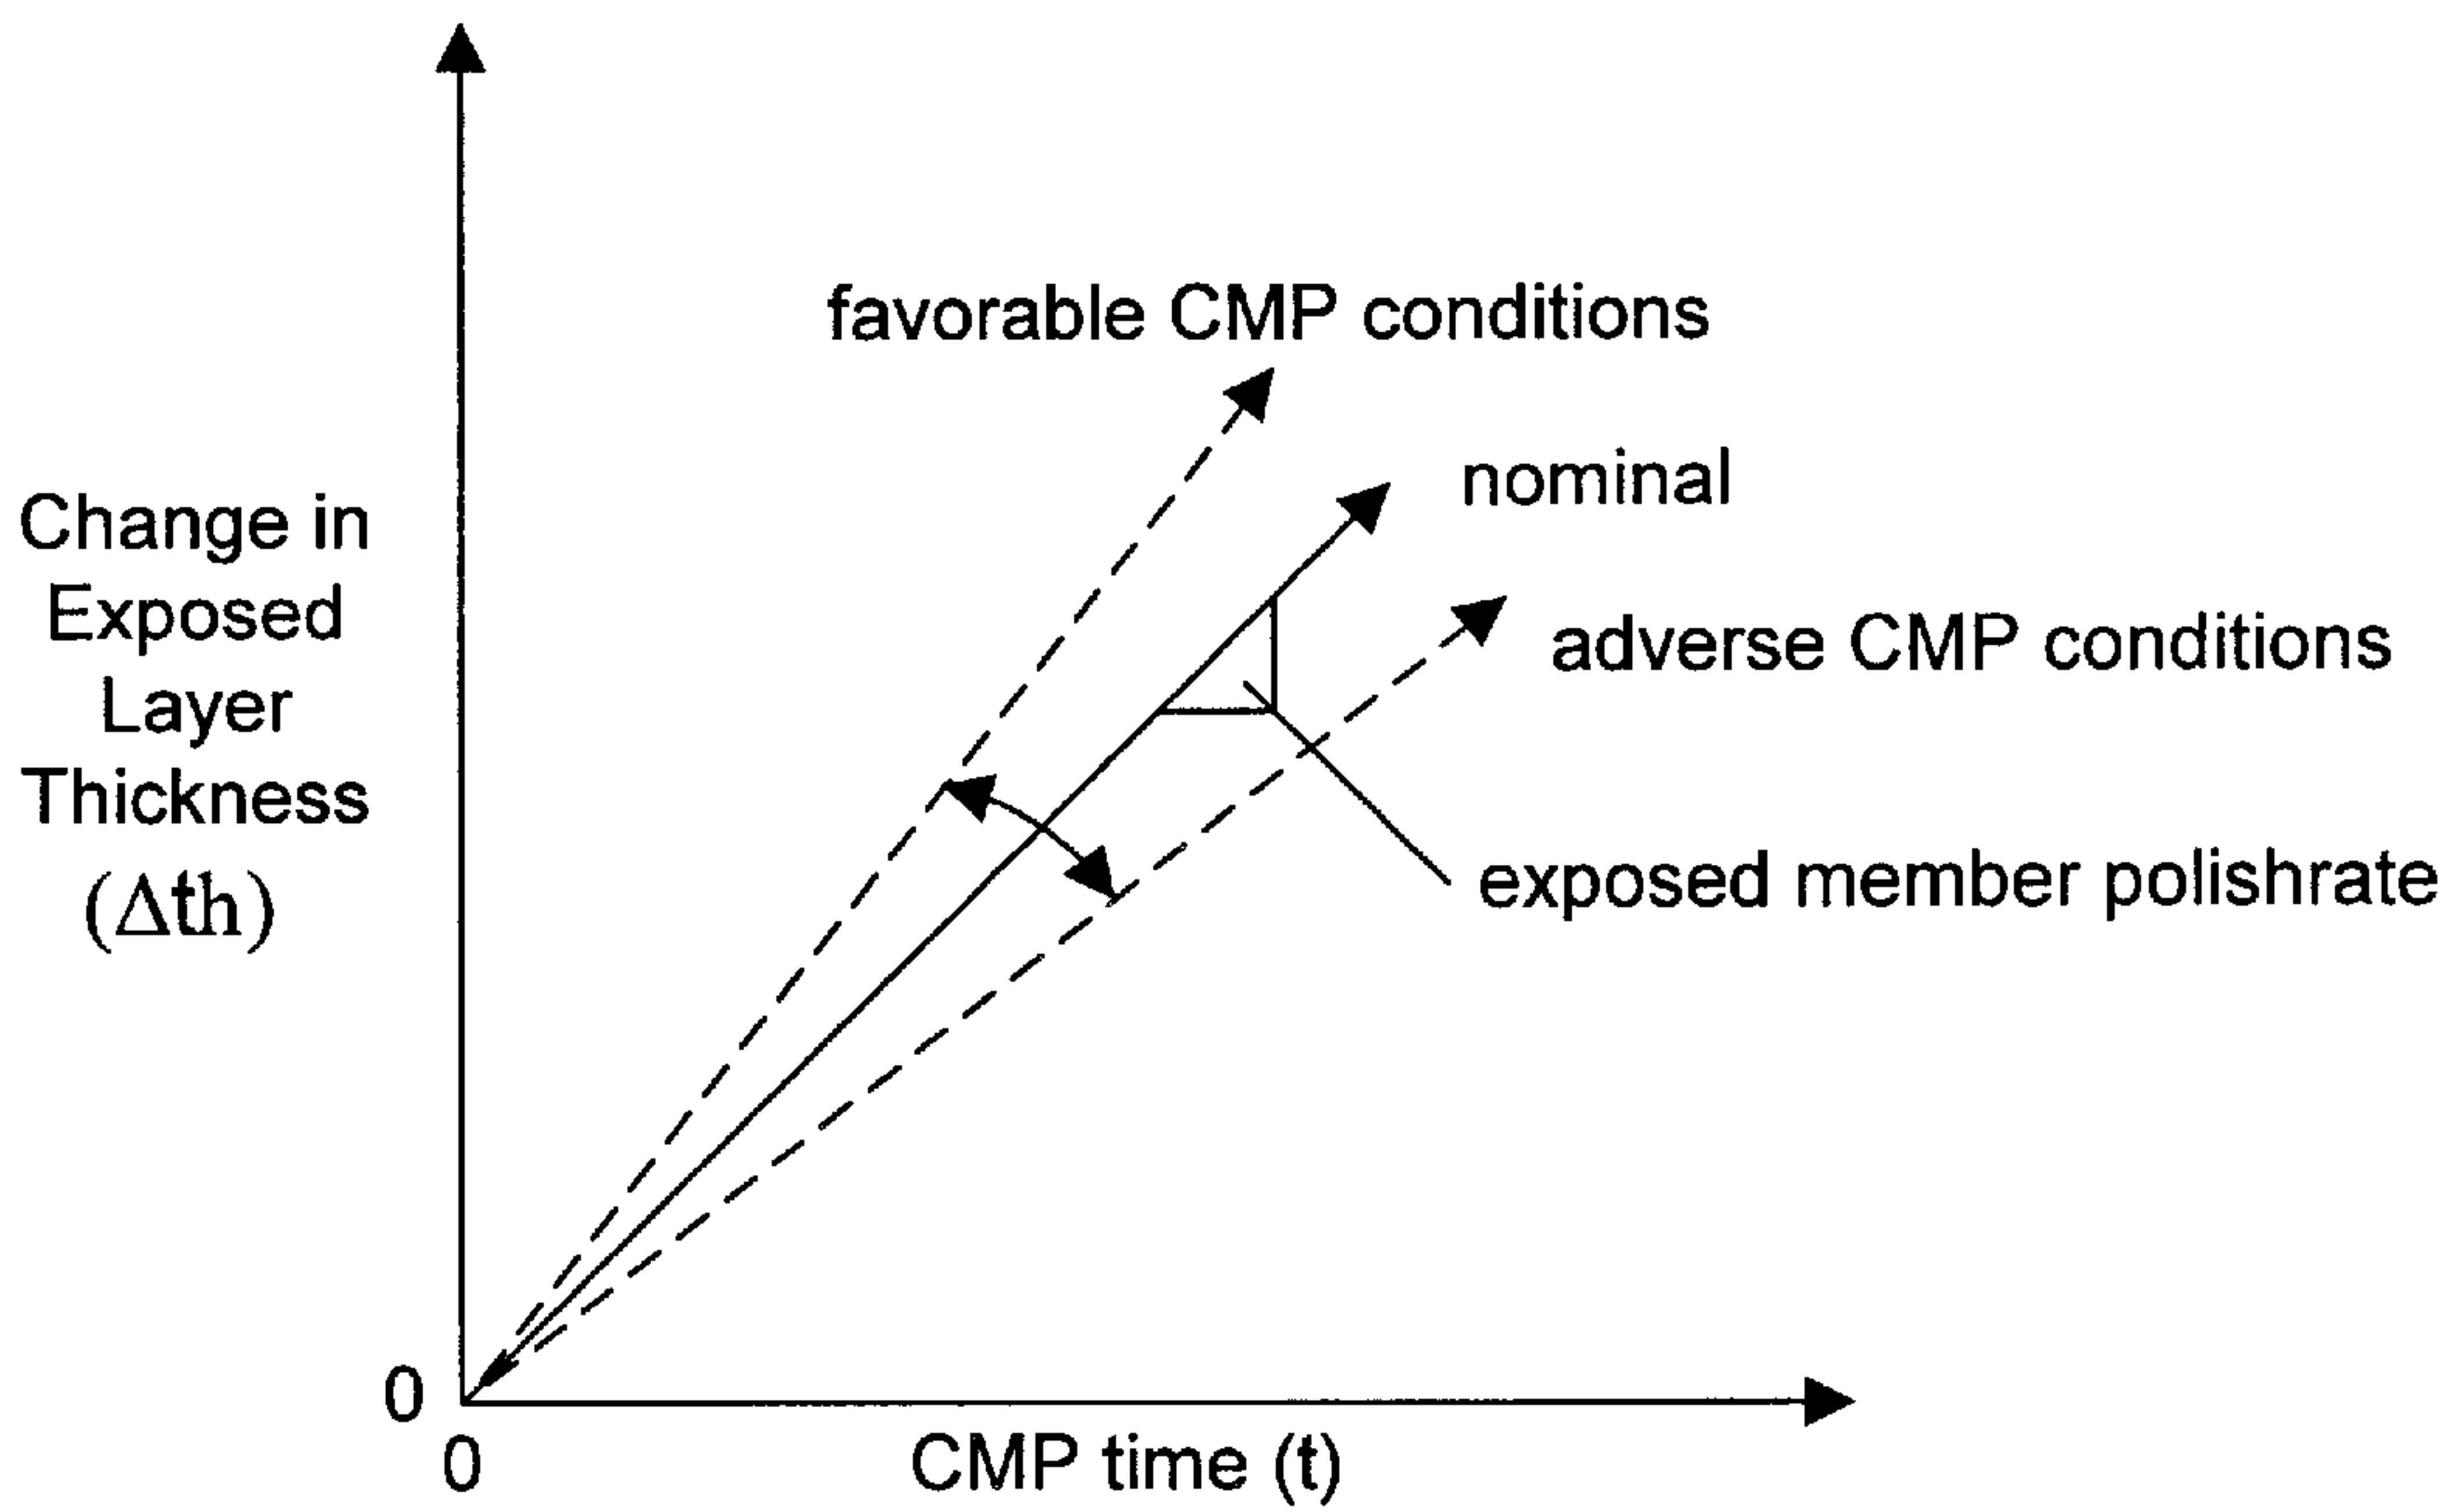 favorable CMP conditions
nominal
adverse CMP conditions
exposed member polishrate
Change in
Exposed
Layer
Thickness
(Δth)
0
0
CMP time (t)